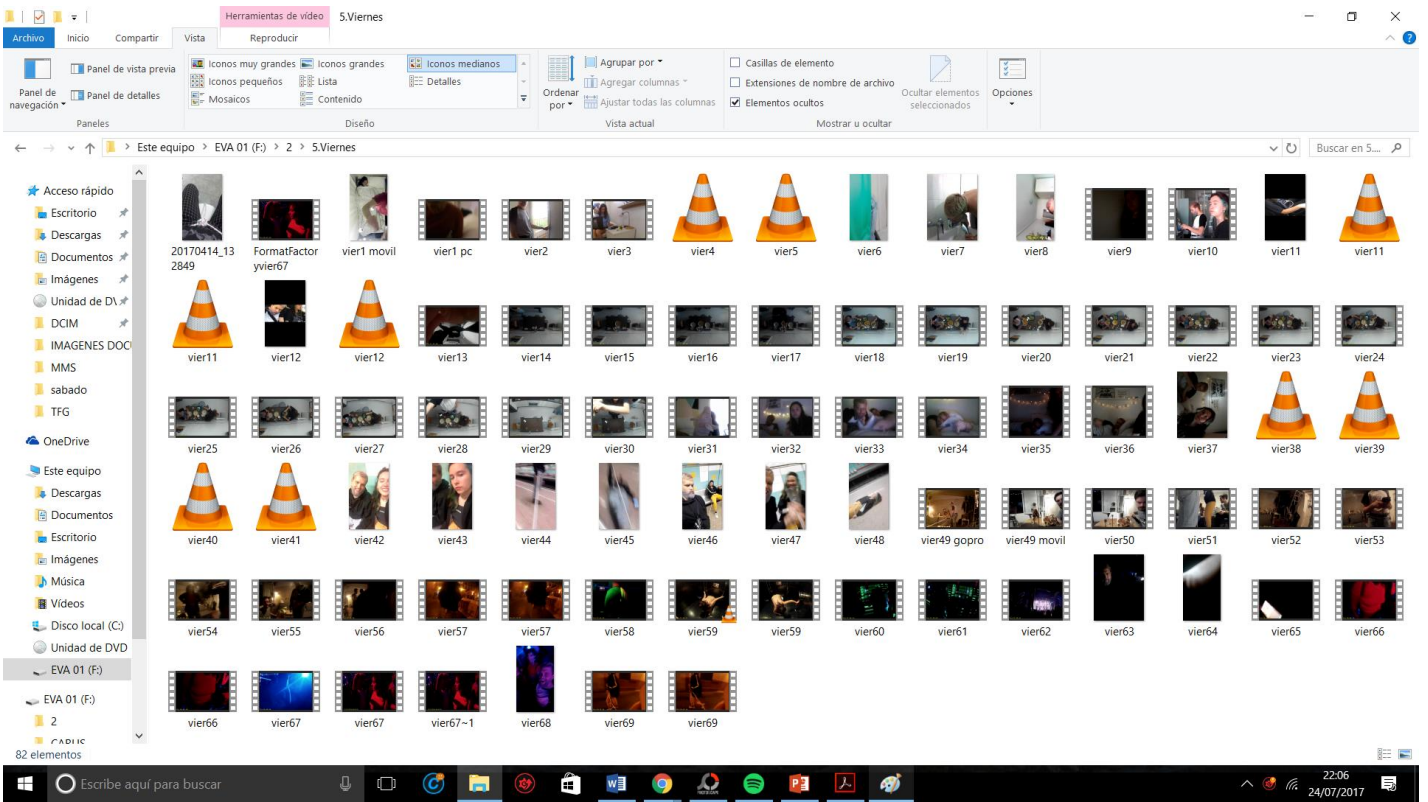 Herramientas de vídeo 5.Viernes
Archivo Inicio Compartir Vista Reproducir
Panel de navegación
Panel de vista previa
Panel de detalles
Paneles
Iconos muy grandes Iconos grandes Iconos medianos
Iconos pequeños Lista Detalles
Mosaicos Contenido
Diseño
Ordenar por
Agrupar por
Agregar columnas
Ajustar todas las columnas
Vista actual
Casillas de elemento
Extensiones de nombre de archivo
Elementos ocultos
Ocultar elementos seleccionados
Mostrar u ocultar
Opciones
Este equipo > EVA 01 (F:) > 2 > 5.Viernes
Buscar en 5....
Acceso rápido
Escritorio
Descargas
Documentos
Imágenes
Unidad de DV
DCIM
IMAGENES DOC
MMS
sabado
TFG
OneDrive
Este equipo
Descargas
Documentos
Escritorio
Imágenes
Música
Vídeos
Disco local (C:)
Unidad de DVD
EVA 01 (F:)
EVA 01 (F:)
2
20170414_132849 FormatFactoryvier67 vier1 movil vier1 pc vier2 vier3 vier4 vier5 vier6 vier7 vier8 vier9 vier10 vier11 vier11
vier11 vier12 vier12 vier13 vier14 vier15 vier16 vier17 vier18 vier19 vier20 vier21 vier22 vier23 vier24
vier25 vier26 vier27 vier28 vier29 vier30 vier31 vier32 vier33 vier34 vier35 vier36 vier37 vier38 vier39
vier40 vier41 vier42 vier43 vier44 vier45 vier46 vier47 vier48 vier49 gopro vier49 movil vier50 vier51 vier52 vier53
vier54 vier55 vier56 vier57 vier57 vier58 vier59 vier59 vier60 vier61 vier62 vier63 vier64 vier65 vier66
vier66 vier67 vier67 vier67~1 vier68 vier69 vier69
82 elementos
Escribe aquí para buscar
22:06
24/07/2017